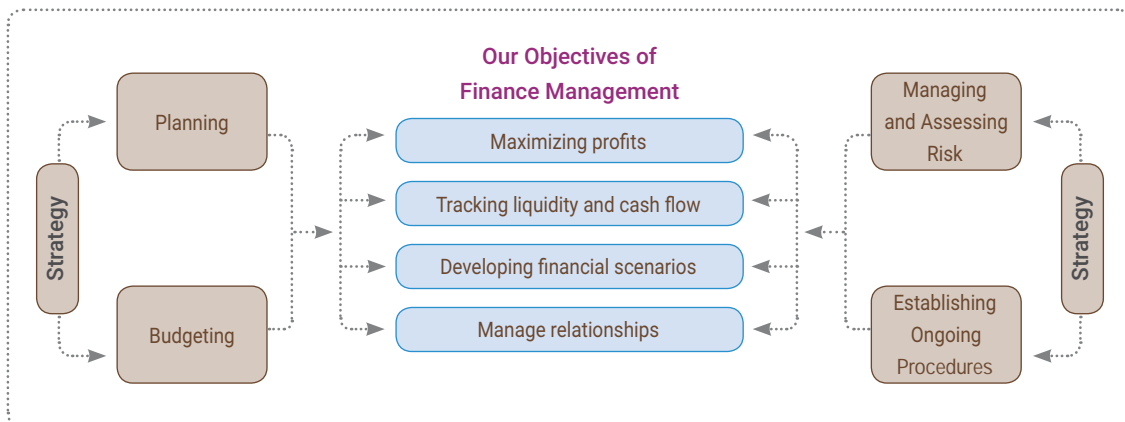 Our Objectives of
Finance Management
Strategy
Planning
Budgeting
Maximizing profits
Tracking liquidity and cash flow
Developing financial scenarios
Manage relationships
Managing
and Assessing
Risk
Establishing
Ongoing
Procedures
Strategy